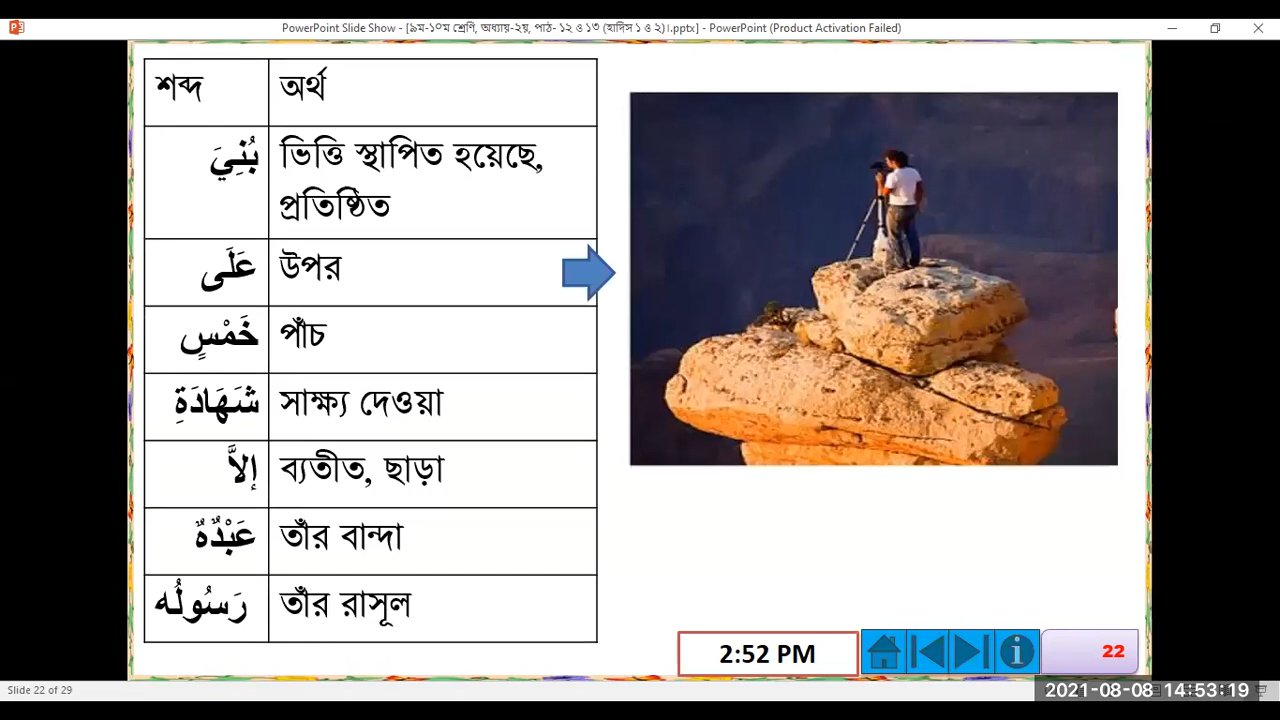 PowerPoint Slide Show - [৯ম-১০ম শ্রেণি, অধ্যায়-২য়, পাঠ- ১২ ও ১৩ (হাদিস ১ ও ২)।.pptx] - PowerPoint (Product Activation Failed)
শব্দ অর্থ
بُنِيَ ভিত্তি স্থাপিত হয়েছে,
প্রতিষ্ঠিত
عَلَى উপর
خَمْسٍ পাঁচ
شَهَادَةِ সাক্ষ্য দেওয়া
إلاَّ ব্যতীত, ছাড়া
عَبْدٌهٌ তাঁর বান্দা
رَسُولُه তাঁর রাসূল
2:52 PM
22
Slide 22 of 29
2021-08-08 14:53:19